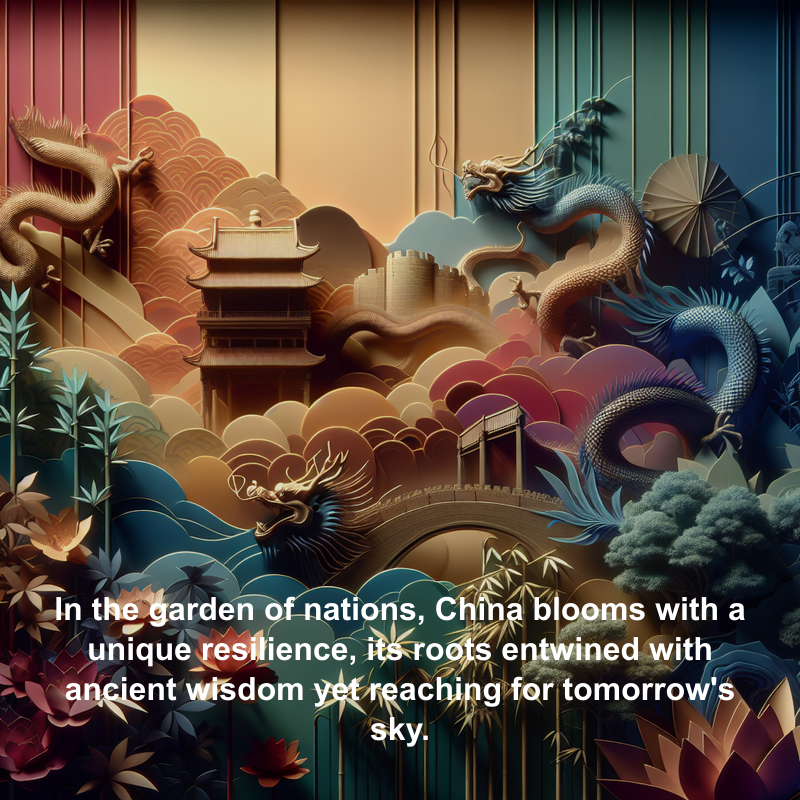 In the garden of nations, China blooms with a
unique resilience, its roots entwined with
ancient wisdom yet reaching for tomorrow's
sky.